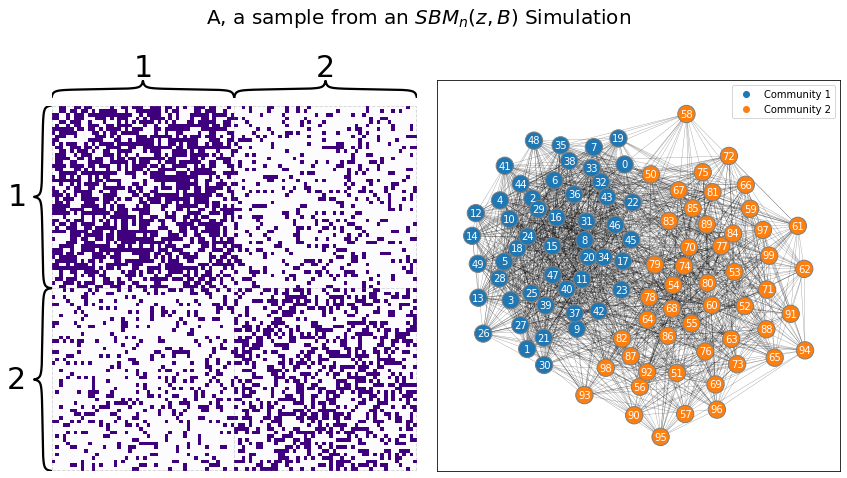 A, a sample from an SBM_n(z, B) Simulation
1 2
1
2
Community 1
Community 2
58
48 35 7 19
38 33 0 72
41 44 6 32 50 75 66
4 2 36 43 22 67 81
12 10 29 16 31 46 83 85 89 59
14 24 8 45 84 97 61
18 15 70 77
49 5 20 34 17 79 74 99 62
28 47 11 54 80 53
13 3 25 40 23 78 71
39 37 42 64 68 60 52 91
26 27 9 55 88
1 21 82 86 63
30 87 76 65 94
98 92 51 73
93 56 69
90 57 96
95